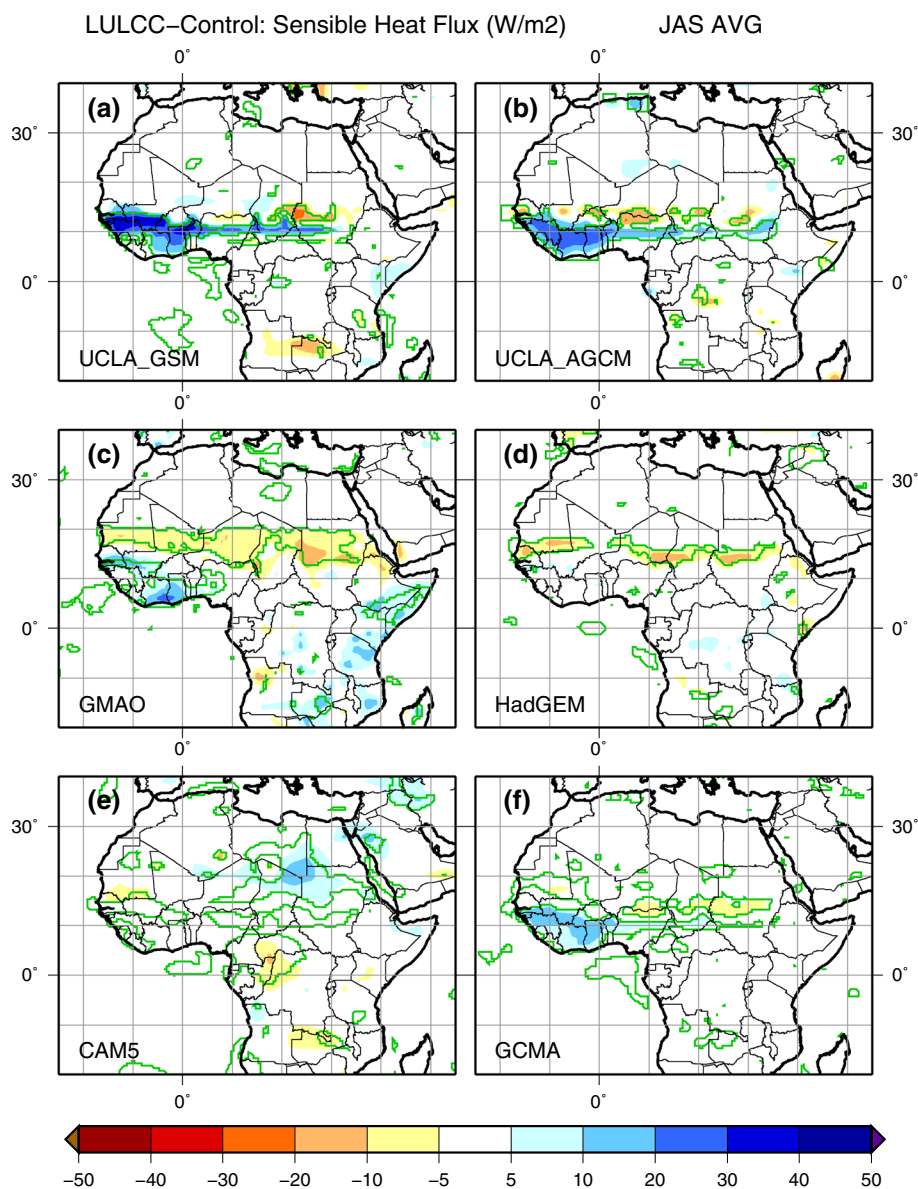 LULCC−Control: Sensible Heat Flux (W/m2) JAS AVG
0° 0°
(a) (b)
30° 30°
0° 0°
UCLA_GSM UCLA_AGCM
0° 0°
(c) (d)
30° 30°
0° 0°
GMAO HadGEM
0° 0°
(e) (f)
30° 30°
0° 0°
CAM5 GCMA
0° 0°
−50 −40 −30 −20 −10 −5 5 10 20 30 40 50